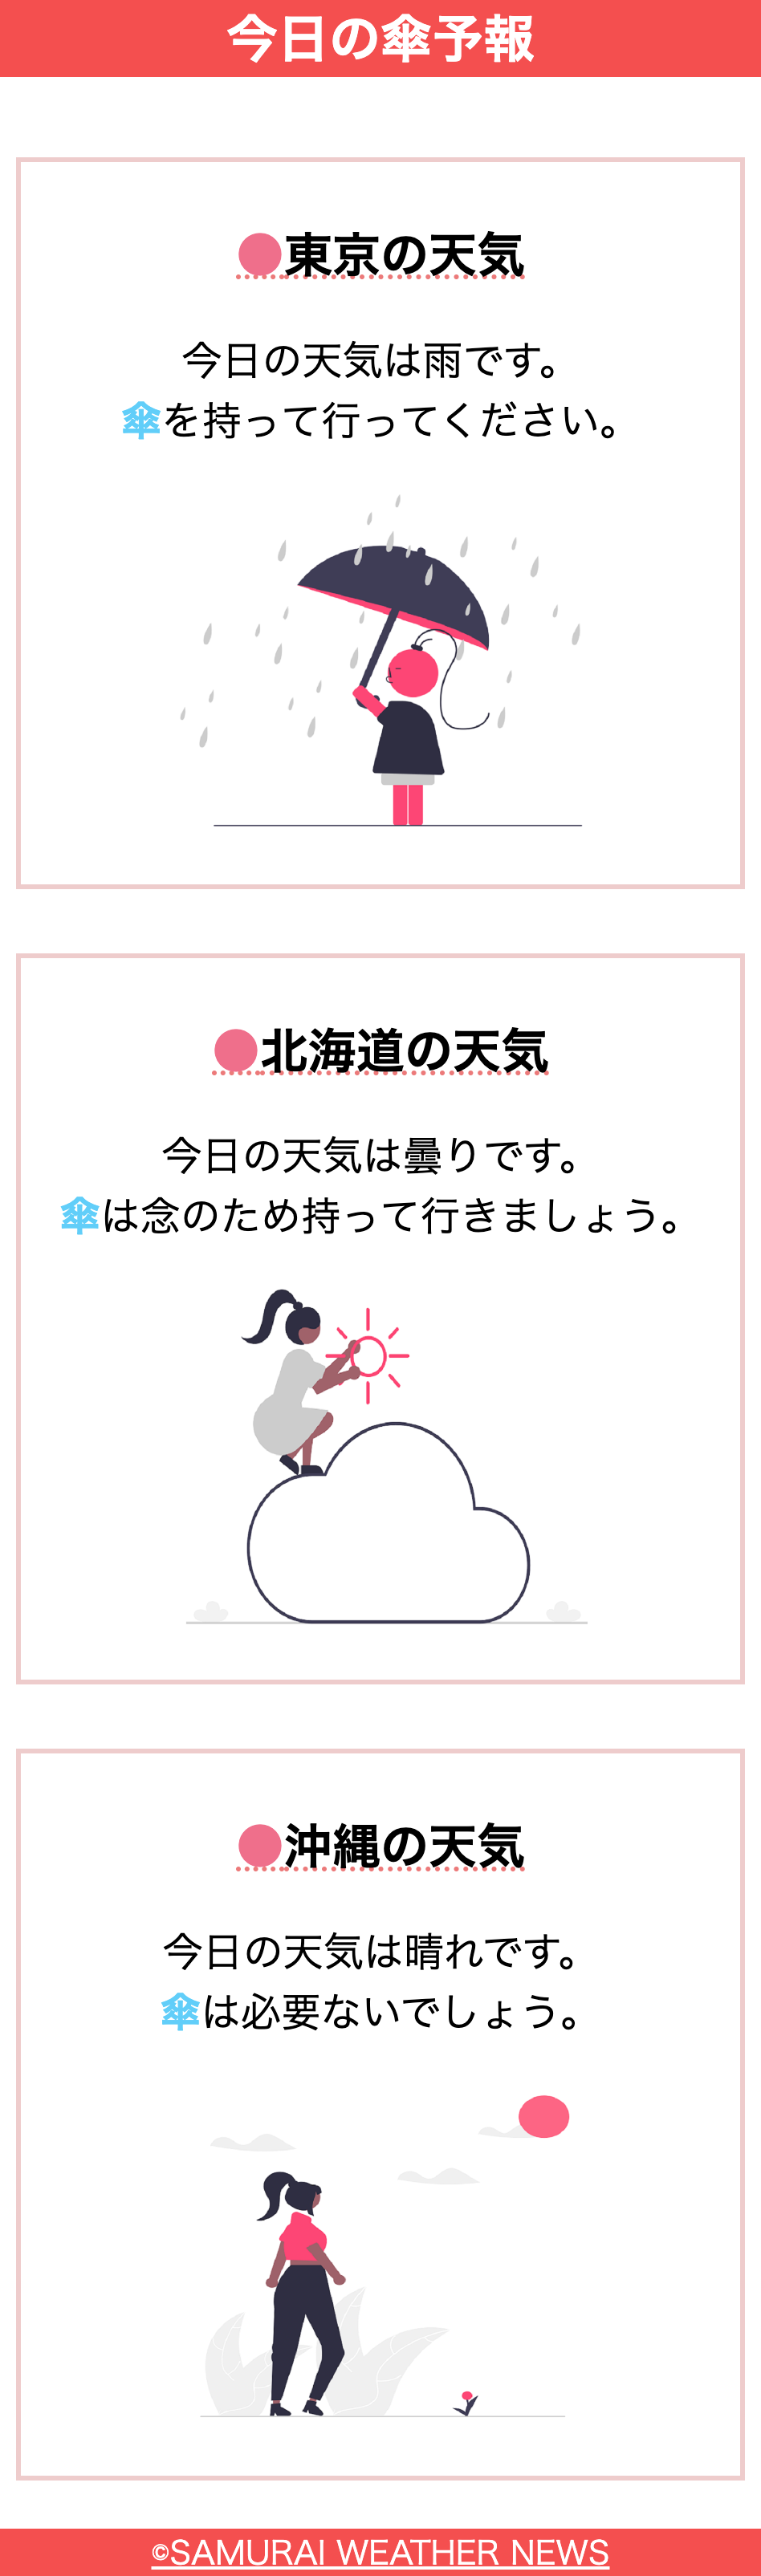 今日の傘予報
●東京の天気
今日の天気は雨です。
傘を持って行ってください。
●北海道の天気
今日の天気は曇りです。
傘は念のため持って行きましょう。
●沖縄の天気
今日の天気は晴れです。
傘は必要ないでしょう。
©SAMURAI WEATHER NEWS